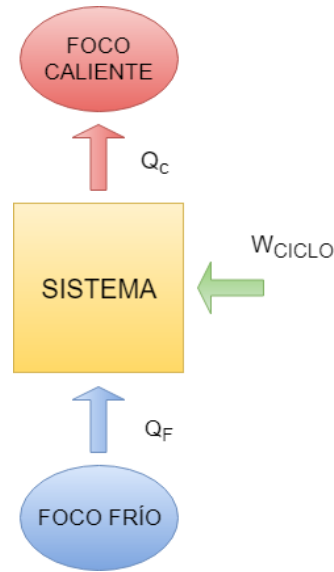 FOCO
CALIENTE
Q_C
W_CICLO
SISTEMA
Q_F
FOCO FRÍO